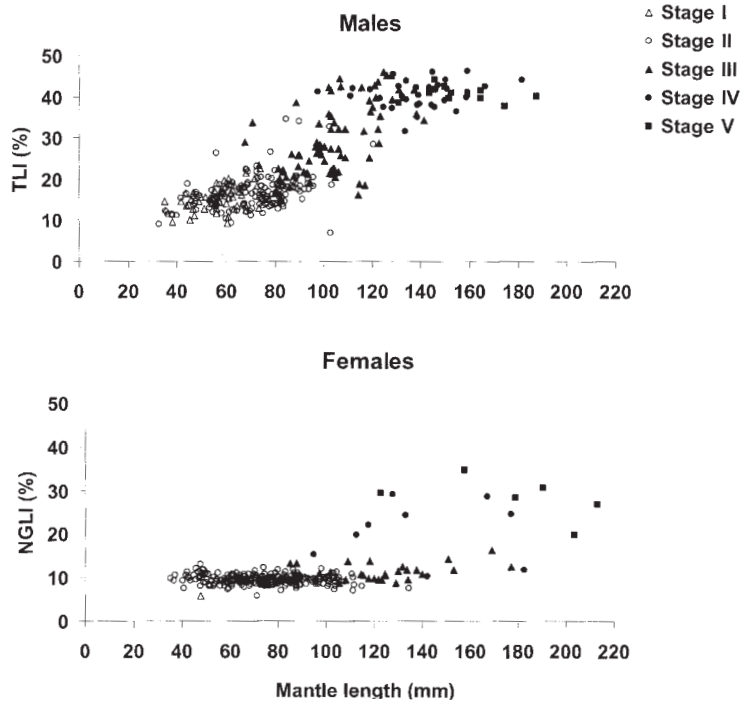 Males
△ Stage I
○ Stage II
▲ Stage III
● Stage IV
■ Stage V
TLI (%)
50
40
30
20
10
0
0 20 40 60 80 100 120 140 160 180 200 220
Females
NGLI (%)
50
40
30
20
10
0
0 20 40 60 80 100 120 140 160 180 200 220
Mantle length (mm)